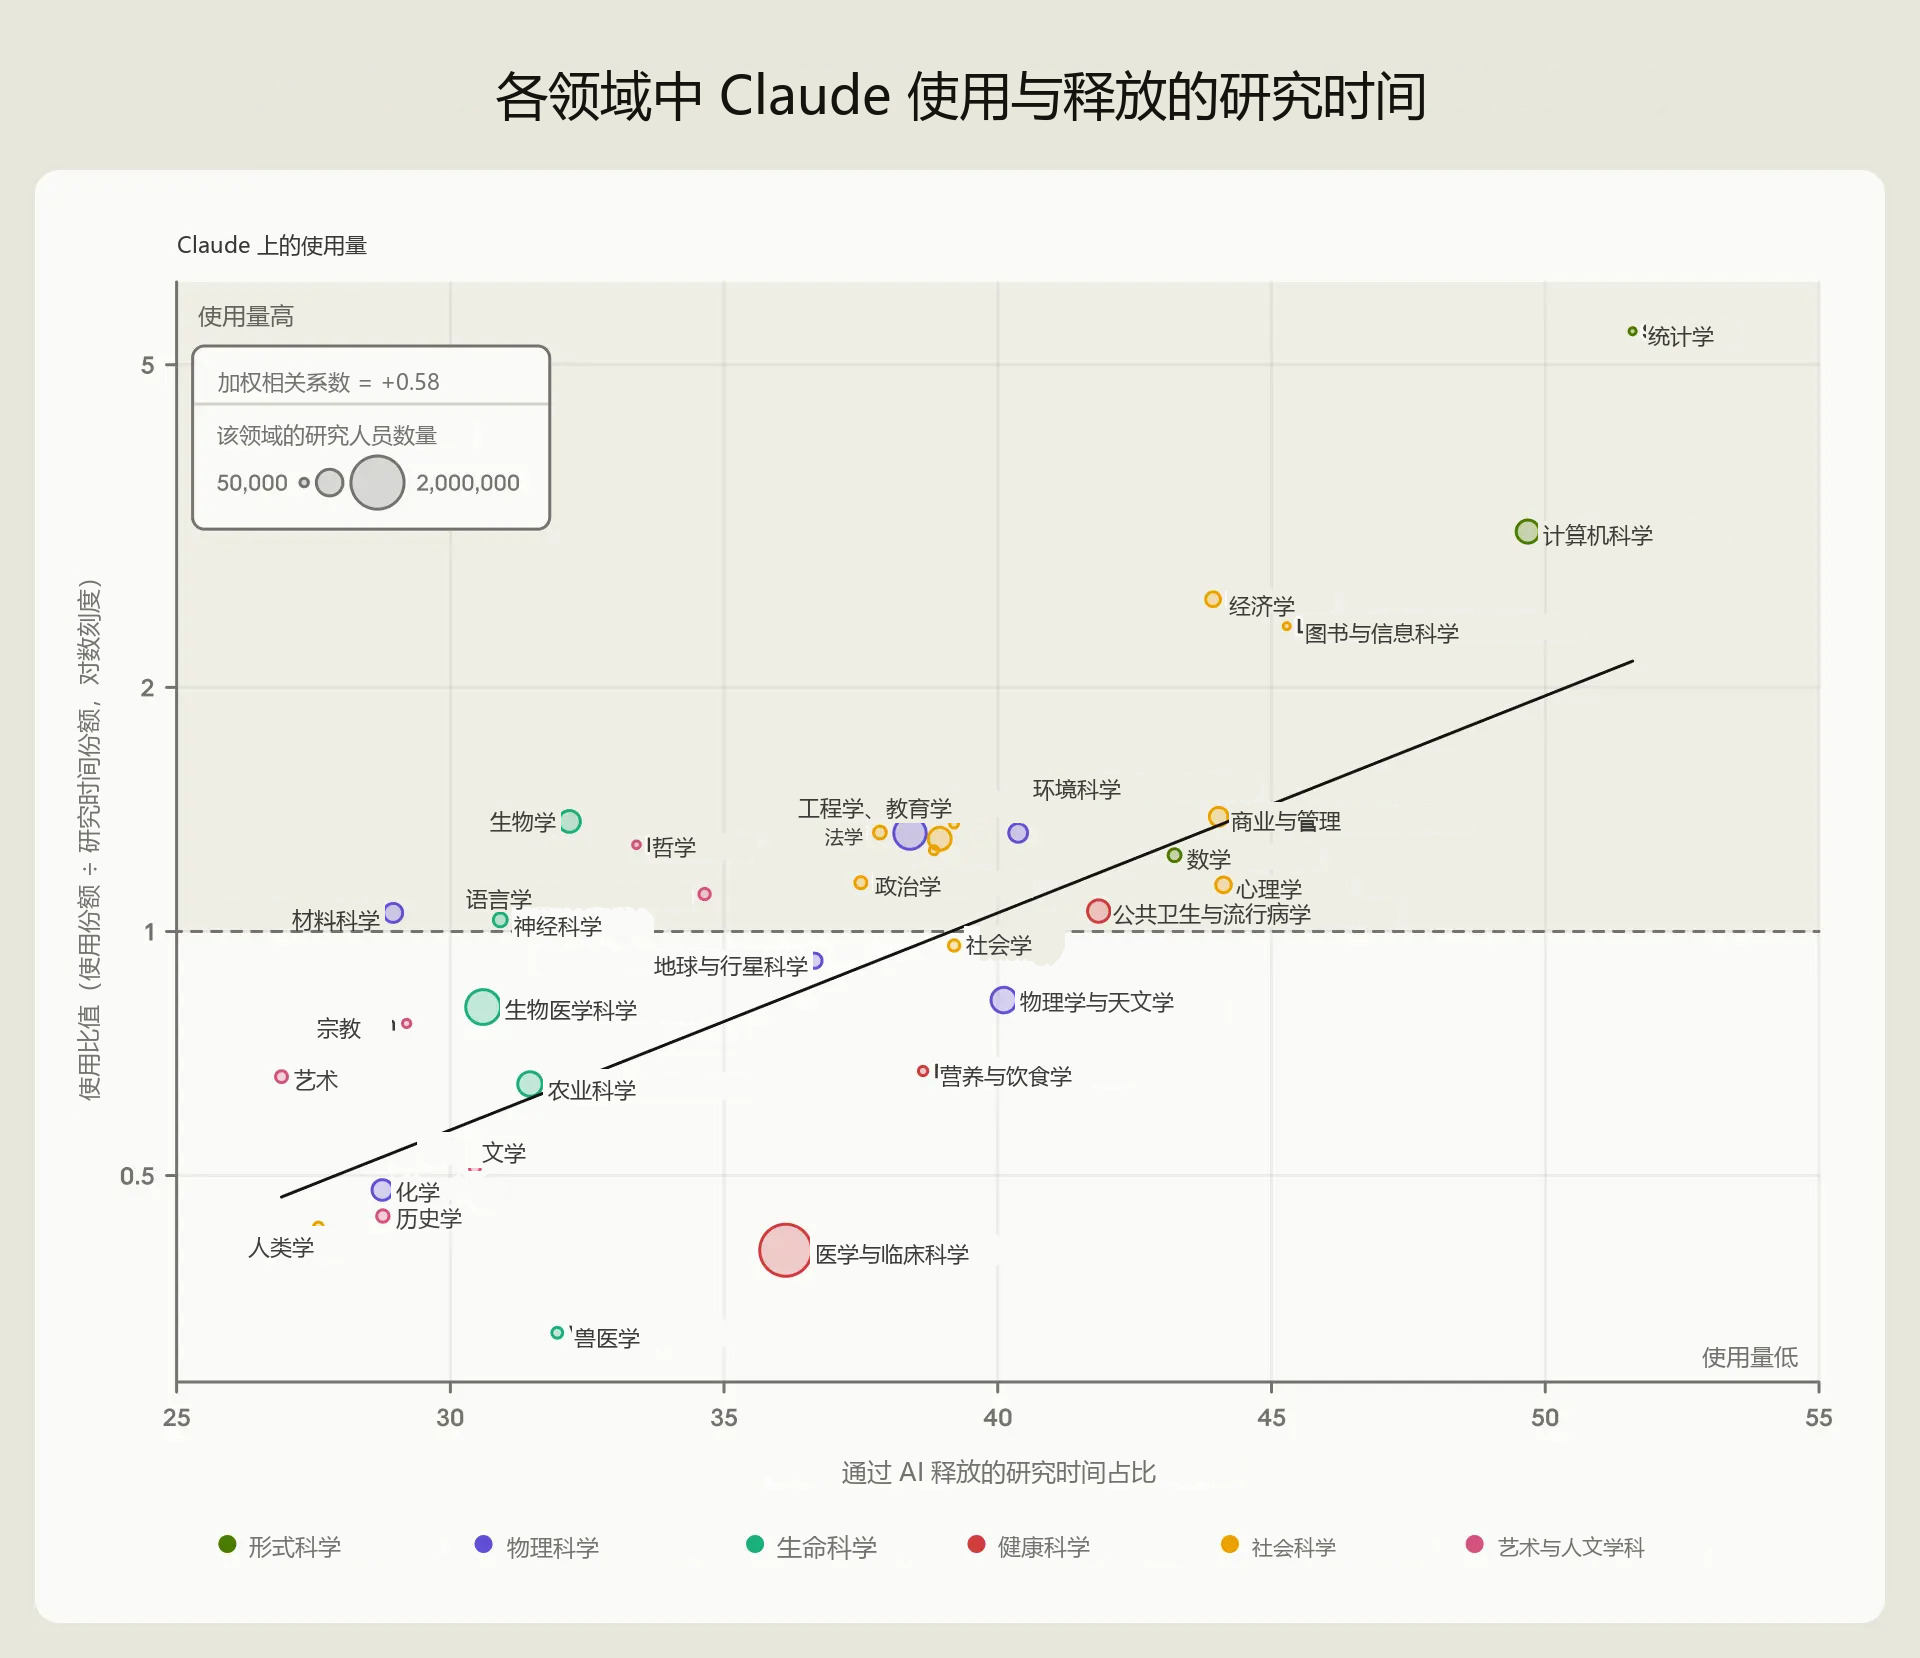 各领域中 Claude 使用与释放的研究时间
Claude 上的使用量
使用量高
加权相关系数 = +0.58
该领域的研究人员数量
50,000
2,000,000
使用比值（使用份额 ÷ 研究时间份额， 对数刻度）
5
2
1
0.5
统计学
计算机科学
经济学
图书与信息科学
环境科学
工程学、教育学
法学
商业与管理
生物学
哲学
数学
政治学
心理学
语言学
材料科学
神经科学
公共卫生与流行病学
社会学
地球与行星科学
生物医学科学
物理学与天文学
宗教
艺术
农业科学
营养与饮食学
文学
化学
历史学
人类学
医学与临床科学
兽医学
使用量低
25
30
35
40
45
50
55
通过 AI 释放的研究时间占比
形式科学
物理科学
生命科学
健康科学
社会科学
艺术与人文学科